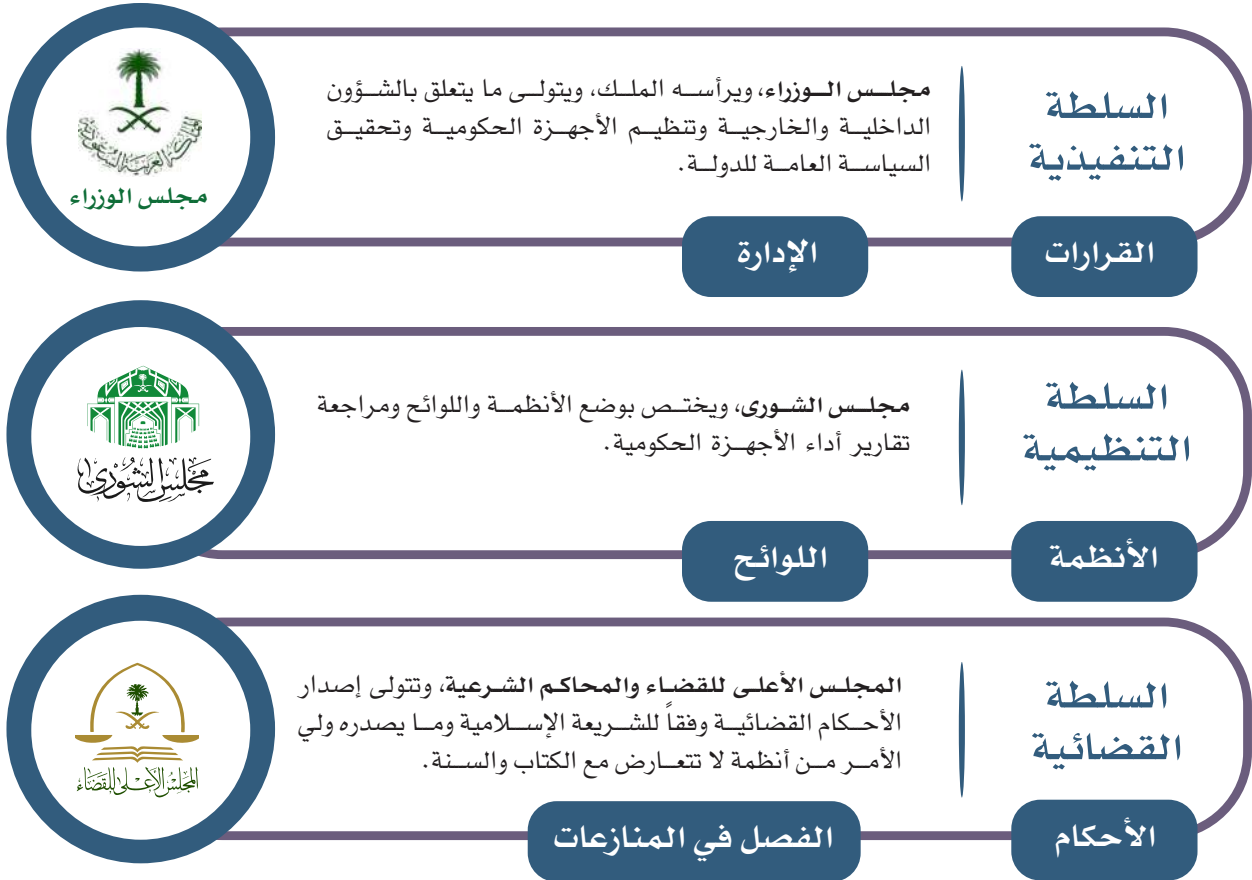 السلطة
التنفيذية
مجلس الوزراء، ويرأسه الملك، ويتولى ما يتعلق بالشؤون
الداخلية والخارجية وتنظيم الأجهزة الحكومية وتحقيق
السياسة العامة للدولة.
المملكة العربية السعودية
مجلس الوزراء
القرارات
الإدارة
السلطة
التنظيمية
مجلس الشورى، ويختص بوضع الأنظمة واللوائح ومراجعة
تقارير أداء الأجهزة الحكومية.
مجلس الشورى
الأنظمة
اللوائح
السلطة
القضائية
المجلس الأعلى للقضاء والمحاكم الشرعية، وتتولى إصدار
الأحكام القضائية وفقاً للشريعة الإسلامية وما يصدره ولي
الأمر من أنظمة لا تتعارض مع الكتاب والسنة.
المجلس الأعلى للقضاء
الأحكام
الفصل في المنازعات